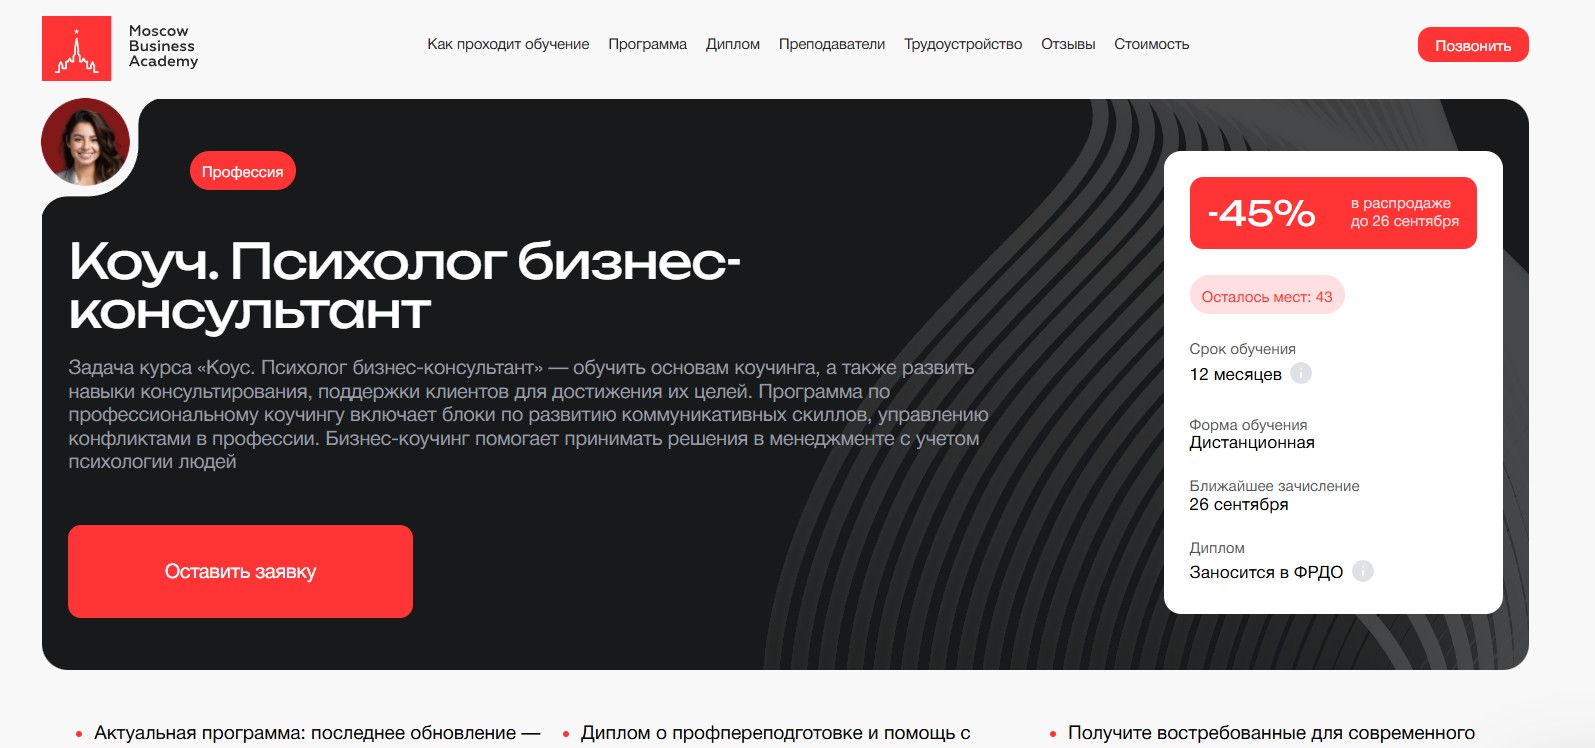 Moscow
Business
Academy
Как проходит обучение Программа Диплом Преподаватели Трудоустройство Отзывы Стоимость
Позвонить
Профессия
Коуч. Психолог бизнес-
консультант
Задача курса «Коус. Психолог бизнес-консультант» — обучить основам коучинга, а также развить
навыки консультирования, поддержки клиентов для достижения их целей. Программа по
профессиональному коучингу включает блоки по развитию коммуникативных скиллов, управлению
конфликтами в профессии. Бизнес-коучинг помогает принимать решения в менеджменте с учетом
психологии людей
Оставить заявку
-45%
в распродаже
до 26 сентября
Осталось мест: 43
Срок обучения
12 месяцев
Форма обучения
Дистанционная
Ближайшее зачисление
26 сентября
Диплом
Заносится в ФРДО
Актуальная программа: последнее обновление —
Диплом о профпереподготовке и помощь с
Получите востребованные для современного